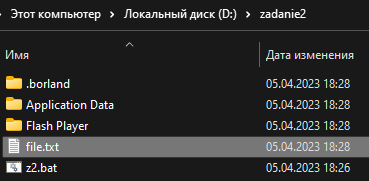 Этот компьютер > Локальный диск (D:) > zadanie2
Имя Дата изменения
.borland 05.04.2023 18:28
Application Data 05.04.2023 18:28
Flash Player 05.04.2023 18:28
file.txt 05.04.2023 18:28
z2.bat 05.04.2023 18:26